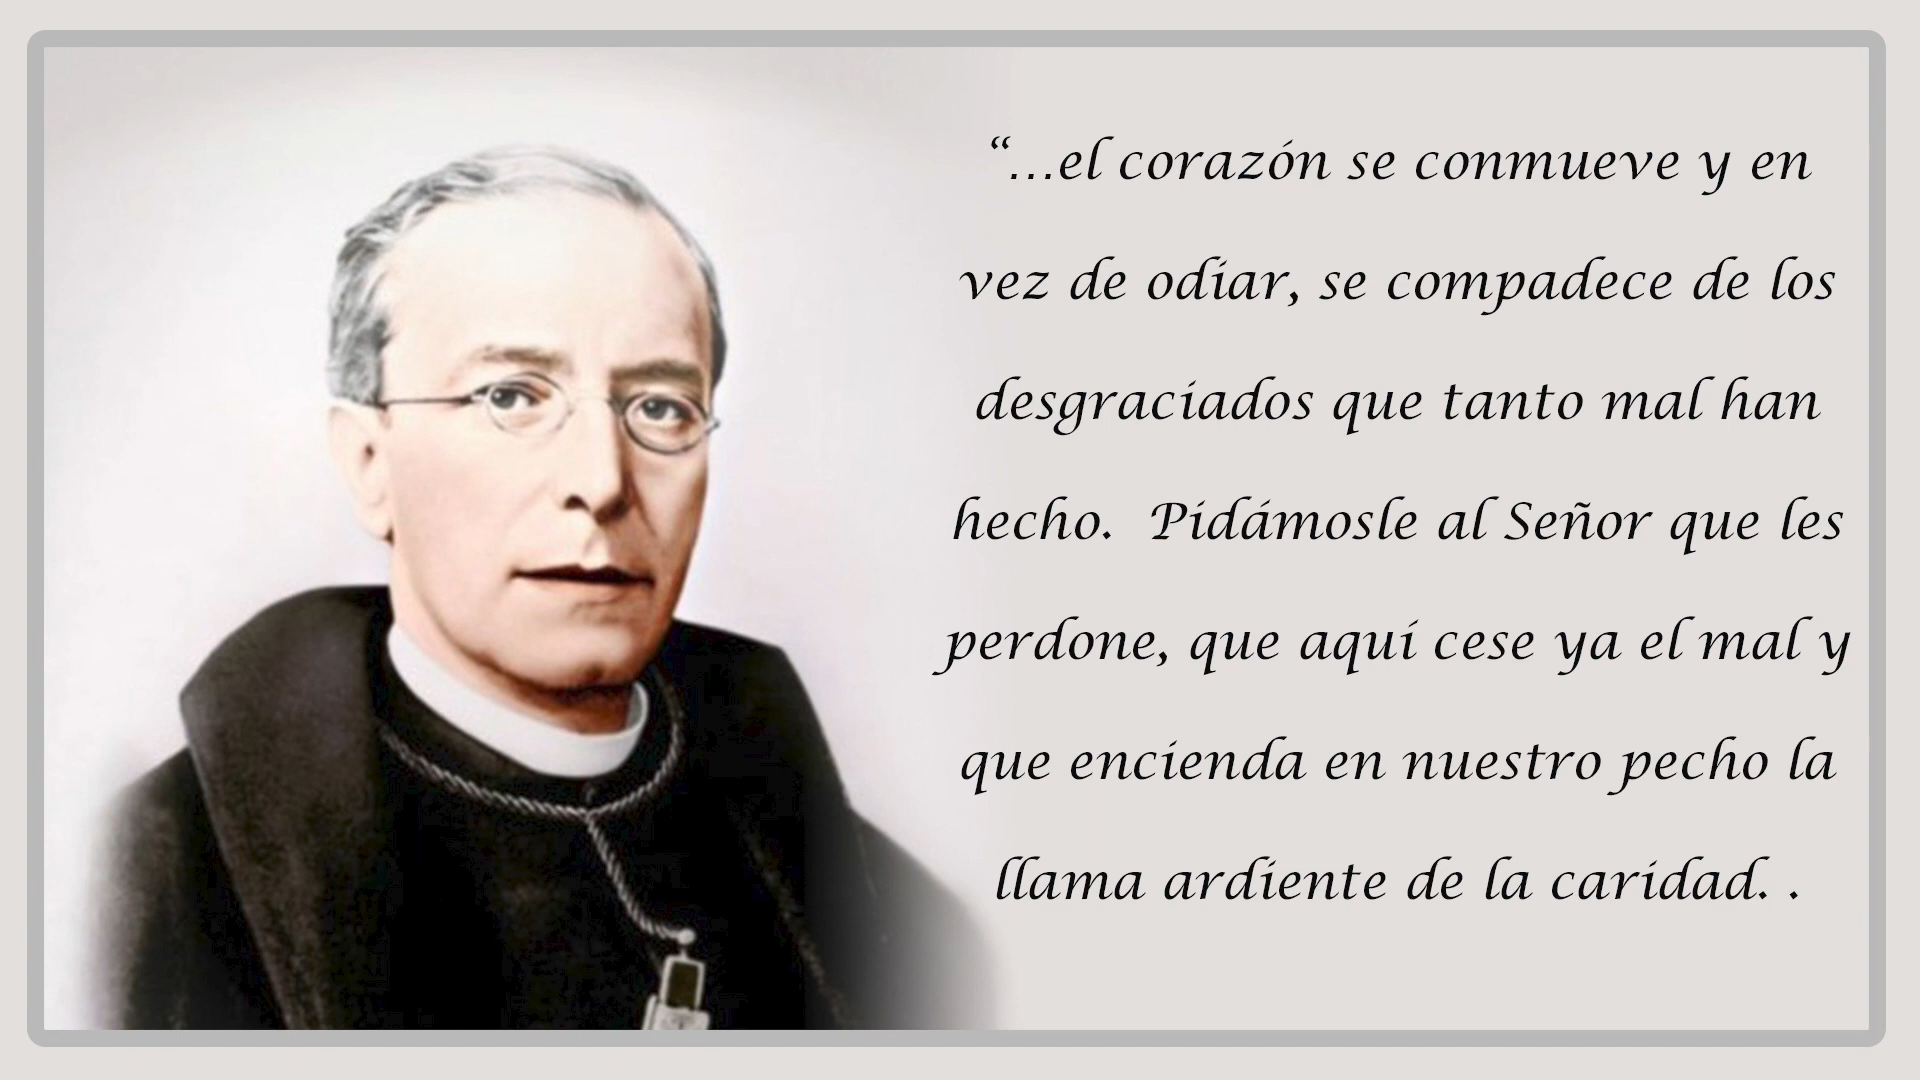 “…el corazón se conmueve y en
vez de odiar, se compadece de los
desgraciados que tanto mal han
hecho.  Pidámosle al Señor que les
perdone, que aquí cese ya el mal y
que encienda en nuestro pecho la
llama ardiente de la caridad. .